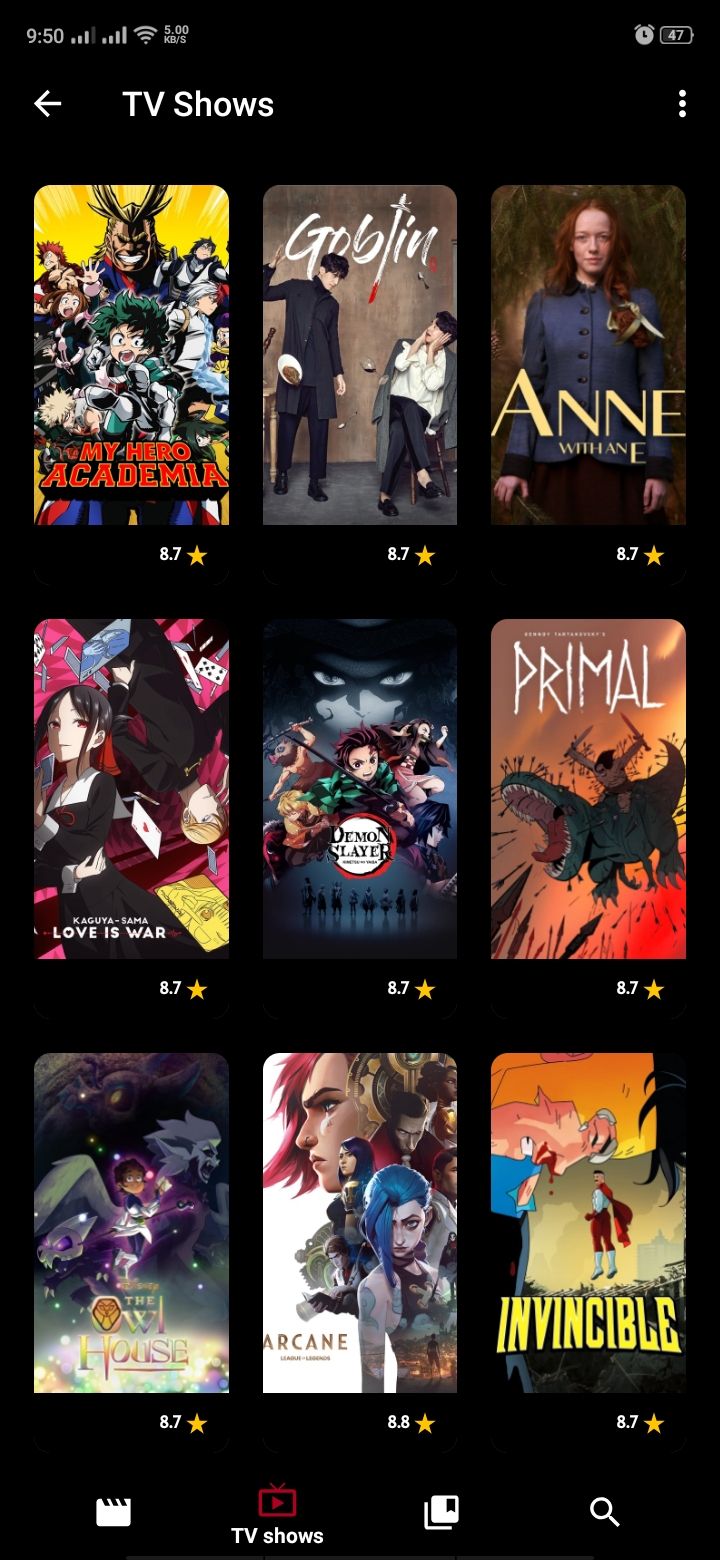 9:50
5.00
KB/S
47
TV Shows
MY HERO
ACADEMIA
Goblin
ANNE
WITH AN E
8.7
8.7
8.7
KAGUYA-SAMA
LOVE IS WAR
DEMON
SLAYER
KIMETSU NO YAIBA
GENNDY TARTAKOVSKY'S
PRIMAL
8.7
8.7
8.7
DISNEY
THE
OWL
HOUSE
ARCANE
LEAGUE OF LEGENDS
INVINCIBLE
8.7
8.8
8.7
TV shows